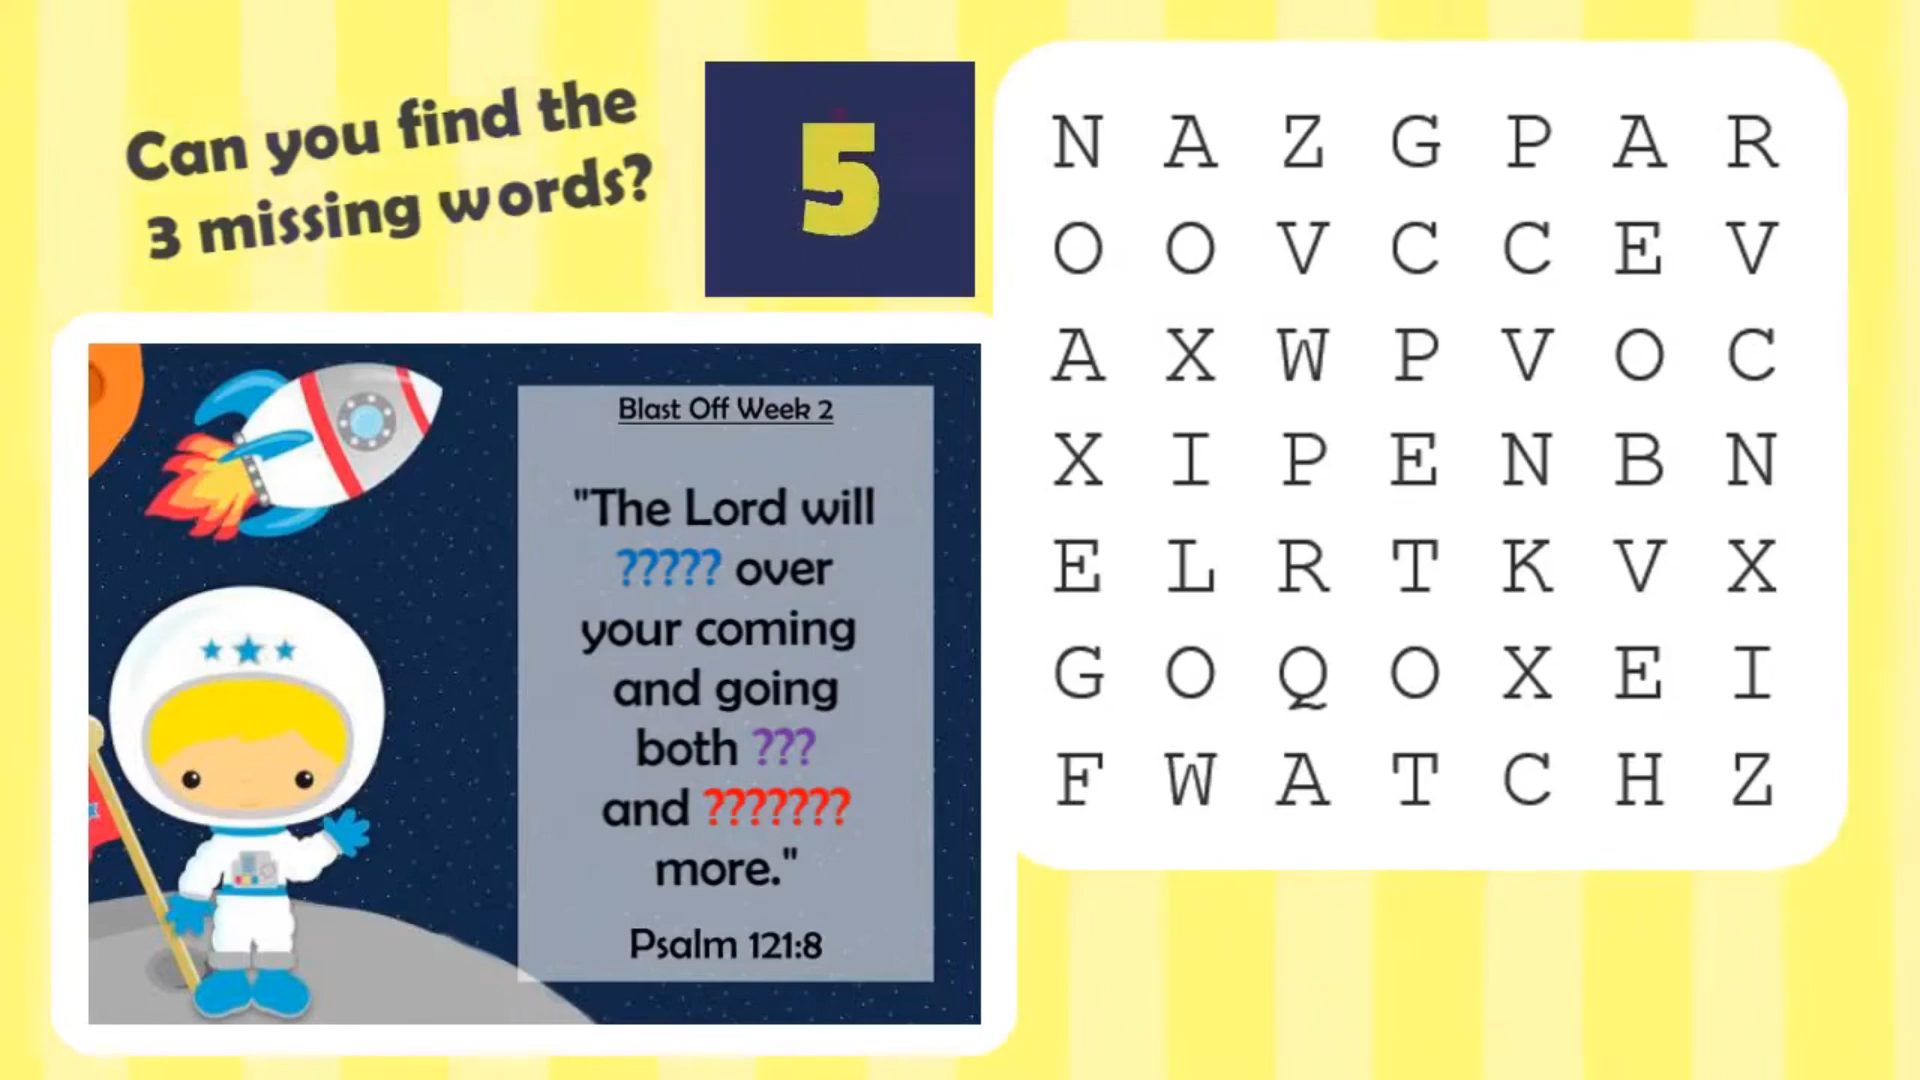 Can you find the
3 missing words?
5
Blast Off Week 2
"The Lord will
????? over
your coming
and going
both ???
and ???????
more."
Psalm 121:8
N A Z G P A R
O O V C C E V
A X W P V O C
X I P E N B N
E L R T K V X
G O Q O X E I
F W A T C H Z